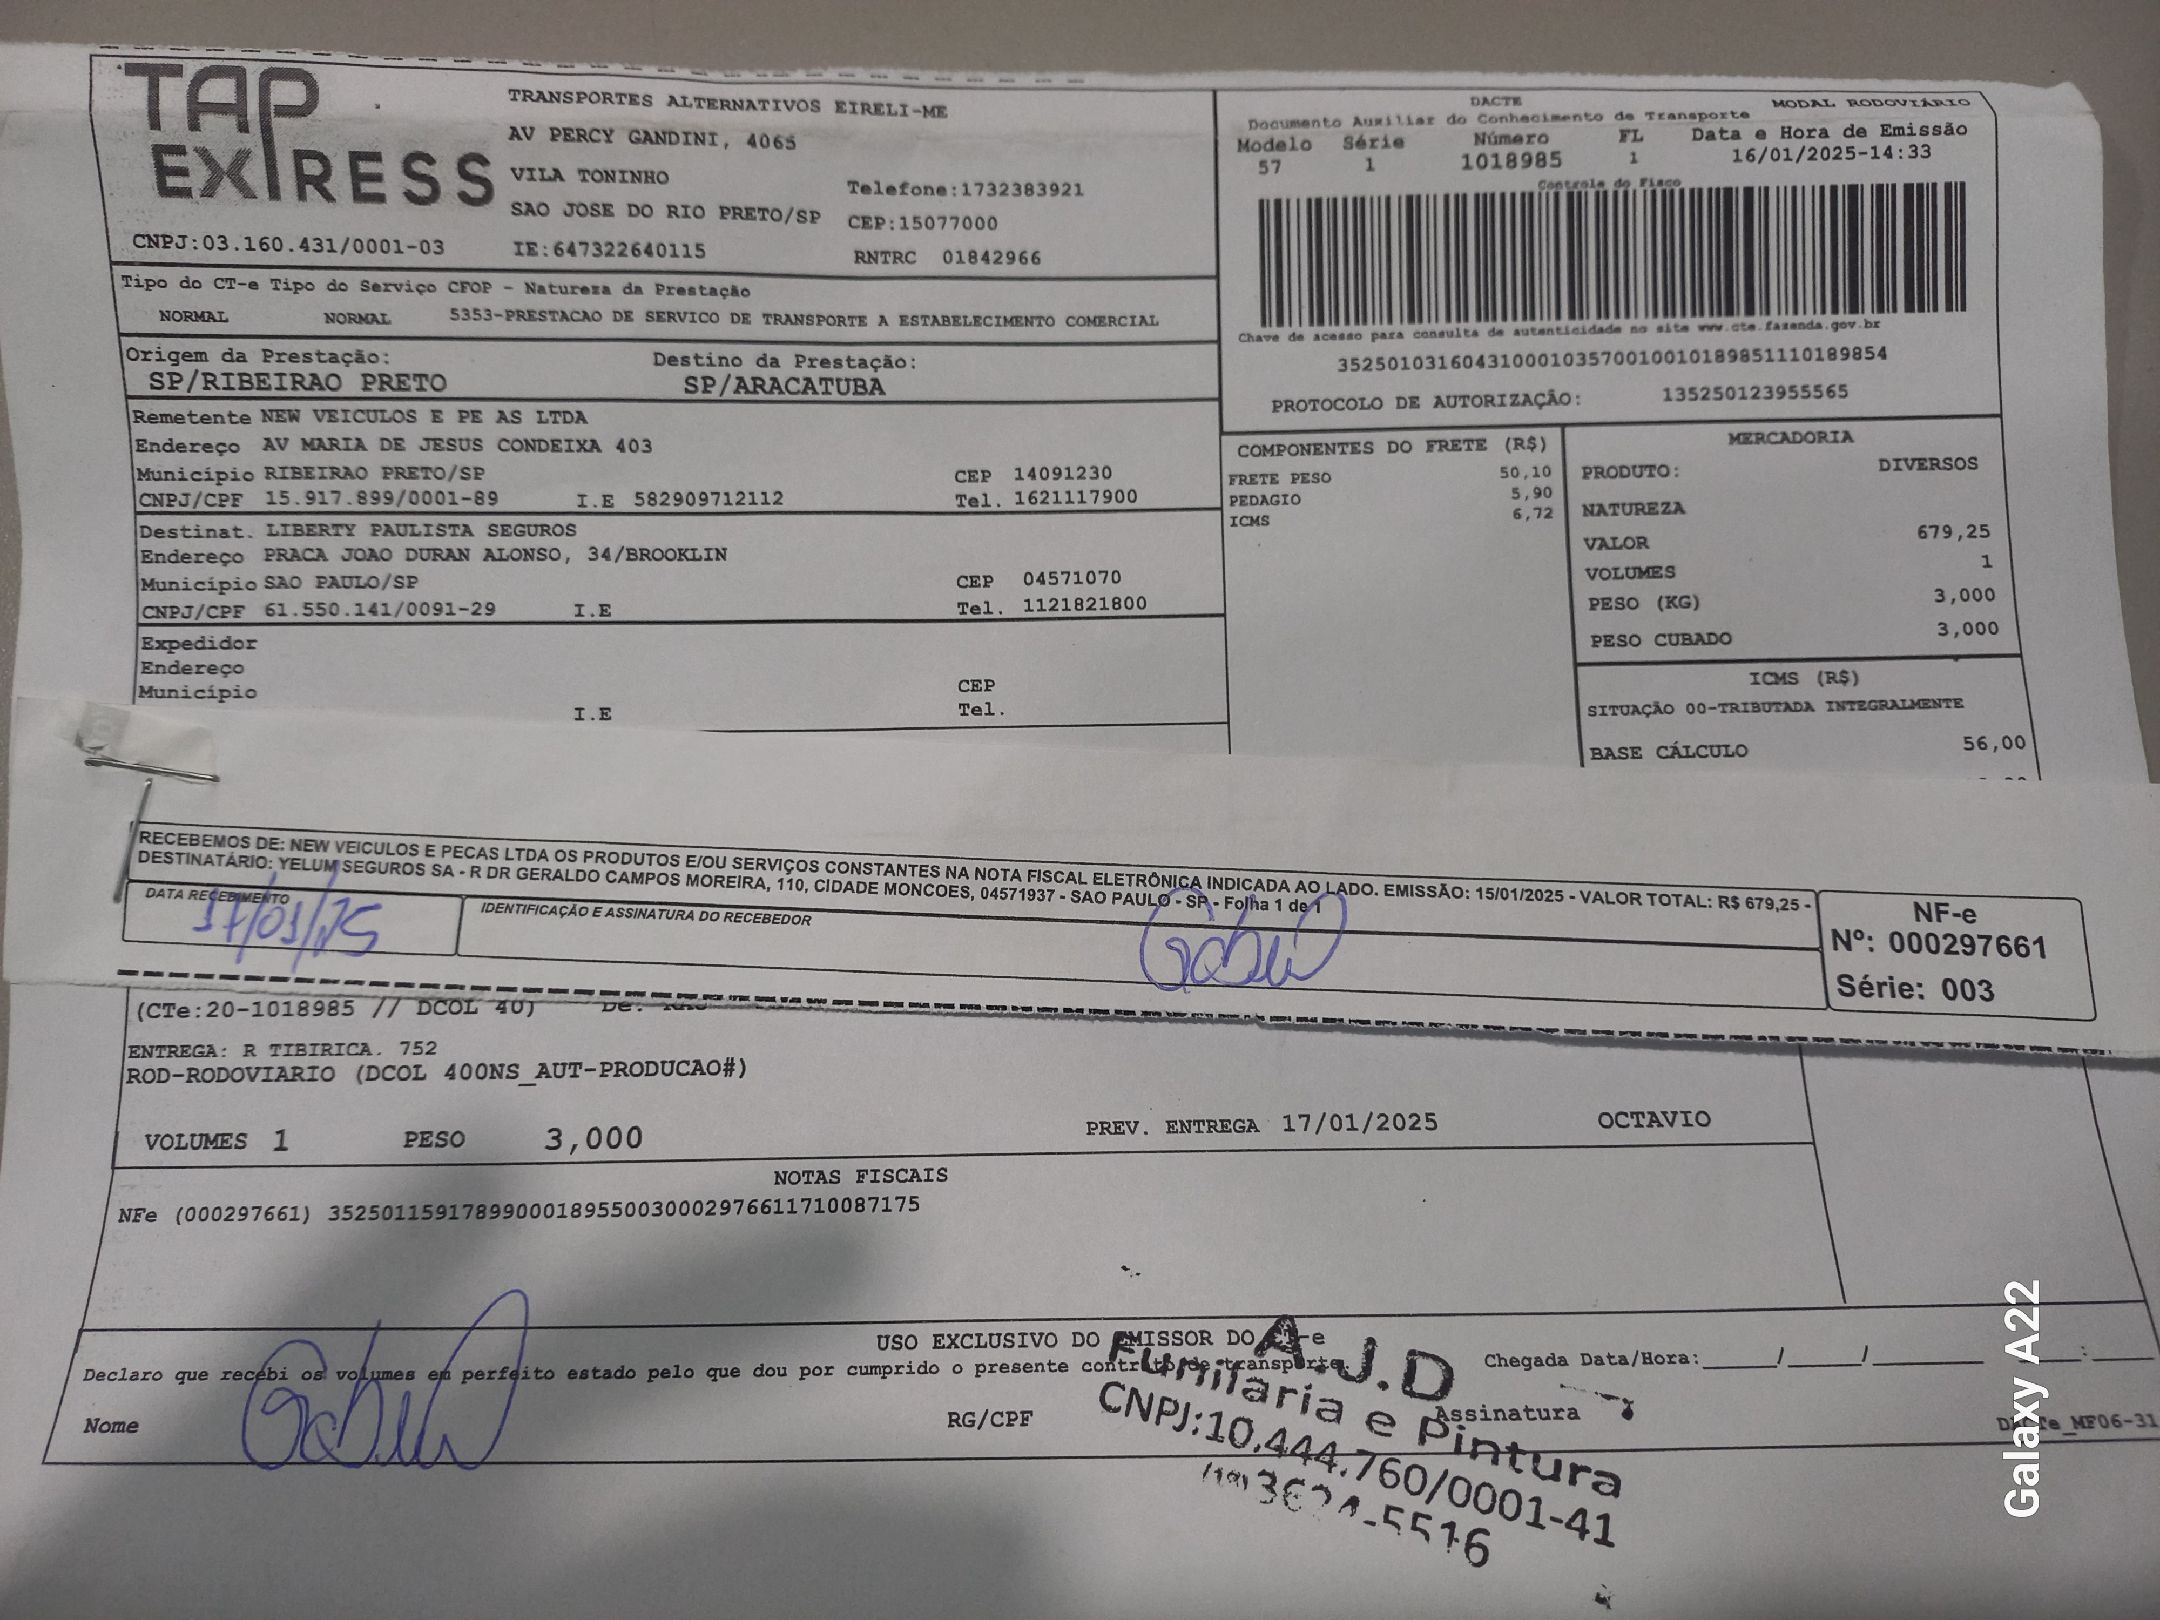 TAP EXPRESS
TRANSPORTES ALTERNATIVOS EIRELI-ME
AV PERCY GANDINI, 4065
VILA TONINHO
Telefone:1732383921
SAO JOSE DO RIO PRETO/SP CEP:15077000
CNPJ:03.160.431/0001-03 IE:647322640115 RNTRC 01842966
DACTE MODAL RODOVIÁRIO
Documento Auxiliar do Conhecimento de Transporte
Modelo Série Número FL Data e Hora de Emissão
57 1 1018985 1 16/01/2025-14:33
Controle do Fisco
Chave de acesso para consulta de autenticidade no site www.cte.fazenda.gov.br
35250103160431000103570010010189851110189854
PROTOCOLO DE AUTORIZAÇÃO: 135250123955565
Tipo do CT-e Tipo do Serviço CFOP - Natureza da Prestação
NORMAL NORMAL 5353-PRESTACAO DE SERVICO DE TRANSPORTE A ESTABELECIMENTO COMERCIAL
Origem da Prestação: Destino da Prestação:
SP/RIBEIRAO PRETO SP/ARACATUBA
Remetente NEW VEICULOS E PE AS LTDA
Endereço AV MARIA DE JESUS CONDEIXA 403
Município RIBEIRAO PRETO/SP CEP 14091230
CNPJ/CPF 15.917.899/0001-89 I.E 582909712112 Tel. 1621117900
Destinat. LIBERTY PAULISTA SEGUROS
Endereço PRACA JOAO DURAN ALONSO, 34/BROOKLIN
Município SAO PAULO/SP CEP 04571070
CNPJ/CPF 61.550.141/0091-29 I.E Tel. 1121821800
Expedidor
Endereço
Município CEP
I.E Tel.
COMPONENTES DO FRETE (R$)
FRETE PESO 50,10
PEDAGIO 5,90
ICMS 6,72
MERCADORIA
PRODUTO: DIVERSOS
NATUREZA
VALOR 679,25
VOLUMES 1
PESO (KG) 3,000
PESO CUBADO 3,000
ICMS (R$)
SITUAÇÃO 00-TRIBUTADA INTEGRALMENTE
BASE CÁLCULO 56,00
RECEBEMOS DE: NEW VEICULOS E PECAS LTDA OS PRODUTOS E/OU SERVIÇOS CONSTANTES NA NOTA FISCAL ELETRÔNICA INDICADA AO LADO. EMISSÃO: 15/01/2025 - VALOR TOTAL: R$ 679,25 -
DESTINATÁRIO: YELUM SEGUROS SA - R DR GERALDO CAMPOS MOREIRA, 110, CIDADE MONCOES, 04571937 - SAO PAULO - SP - Folha 1 de 1
DATA RECEBIMENTO IDENTIFICAÇÃO E ASSINATURA DO RECEBEDOR
17/01/25
NF-e
Nº: 000297661
Série: 003
(CTe:20-1018985 // DCOL 40) De:
ENTREGA: R TIBIRICA. 752
ROD-RODOVIARIO (DCOL 400NS_AUT-PRODUCAO#)
VOLUMES 1 PESO 3,000 PREV. ENTREGA 17/01/2025 OCTAVIO
NOTAS FISCAIS
NFe (000297661) 35250115917899000189550030002976611710087175
USO EXCLUSIVO DO EMISSOR DO
Declaro que recebi os volumes em perfeito estado pelo que dou por cumprido o presente contrato de transporte. Chegada Data/Hora:_____/_____/_______ ___:____
Nome RG/CPF Assinatura
A.J.D
Funilaria e Pintura
CNPJ:10.444.760/0001-41
5516
Galaxy A22